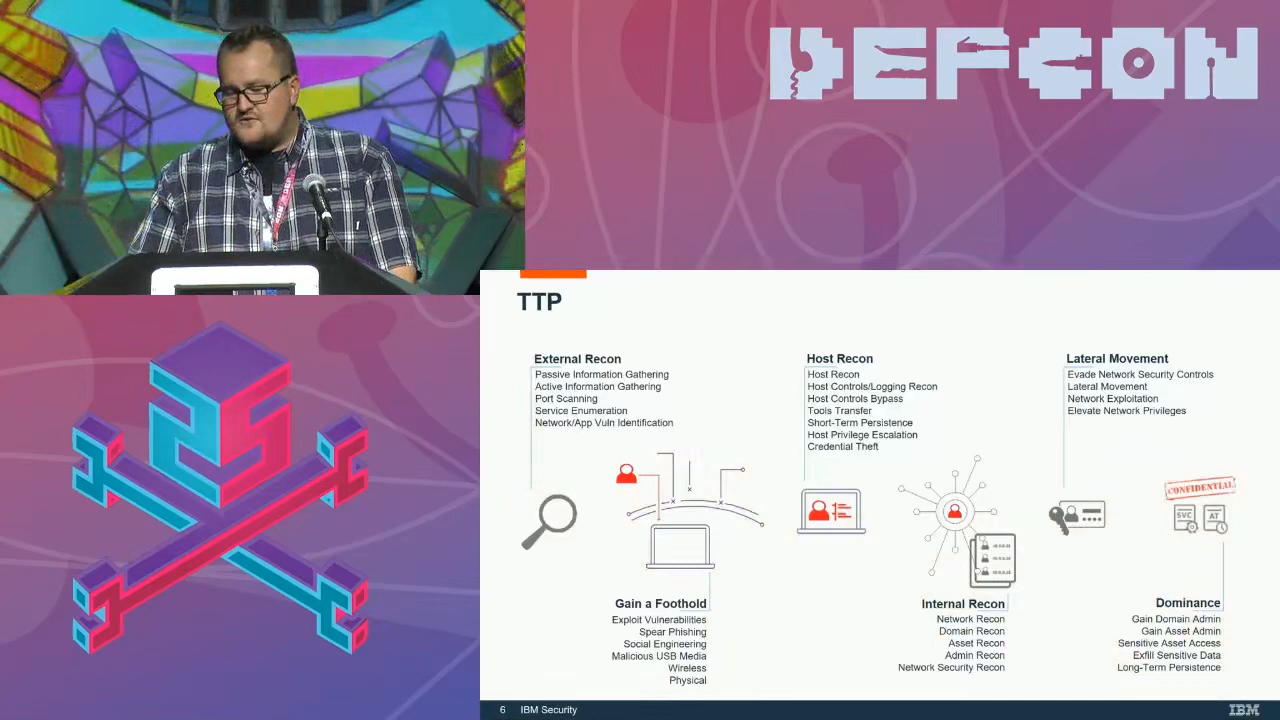 DEFCON
TTP
External Recon
Passive Information Gathering
Active Information Gathering
Port Scanning
Service Enumeration
Network/App Vuln Identification
Host Recon
Host Recon
Host Controls/Logging Recon
Host Controls Bypass
Tools Transfer
Short-Term Persistence
Host Privilege Escalation
Credential Theft
Lateral Movement
Evade Network Security Controls
Lateral Movement
Network Exploitation
Elevate Network Privileges
CONFIDENTIAL
SVC
AT
Gain a Foothold
Exploit Vulnerabilities
Spear Phishing
Social Engineering
Malicious USB Media
Wireless
Physical
Internal Recon
Network Recon
Domain Recon
Asset Recon
Admin Recon
Network Security Recon
Dominance
Gain Domain Admin
Gain Asset Admin
Sensitive Asset Access
Exfill Sensitive Data
Long-Term Persistence
6 IBM Security
IBM